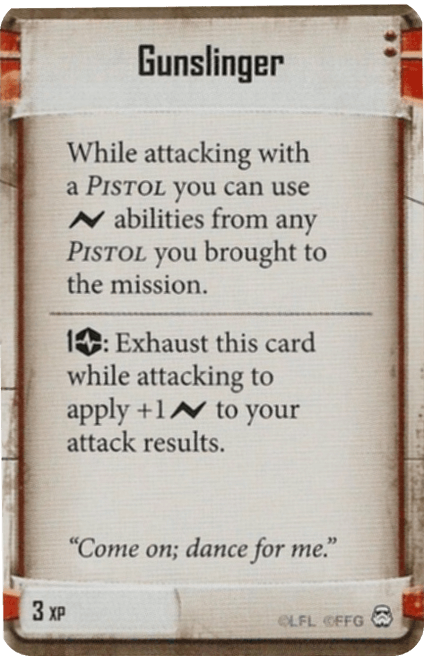 Gunslinger
While attacking with
a PISTOL you can use
abilities from any
PISTOL you brought to
the mission.
1: Exhaust this card
while attacking to
apply +1 to your
attack results.
“Come on; dance for me.”
3 XP
©LFL ©FFG